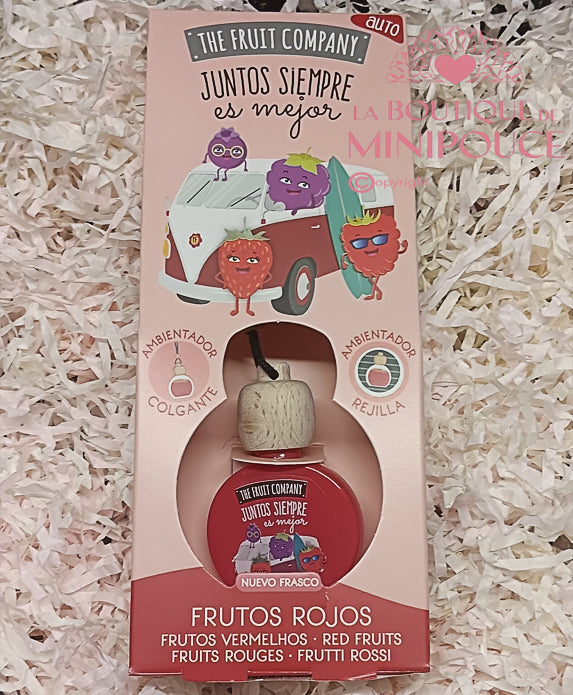 THE FRUIT COMPANY
auto
JUNTOS SIEMPRE
es mejor
LA BOUTIQUE DE
MINIPOUCE
Copyright
AMBIENTADOR
COLGANTE
AMBIENTADOR
REJILLA
THE FRUIT COMPANY
JUNTOS SIEMPRE
es mejor
NUEVO FRASCO
FRUTOS ROJOS
FRUTOS VERMELHOS · RED FRUITS
FRUITS ROUGES · FRUTTI ROSSI